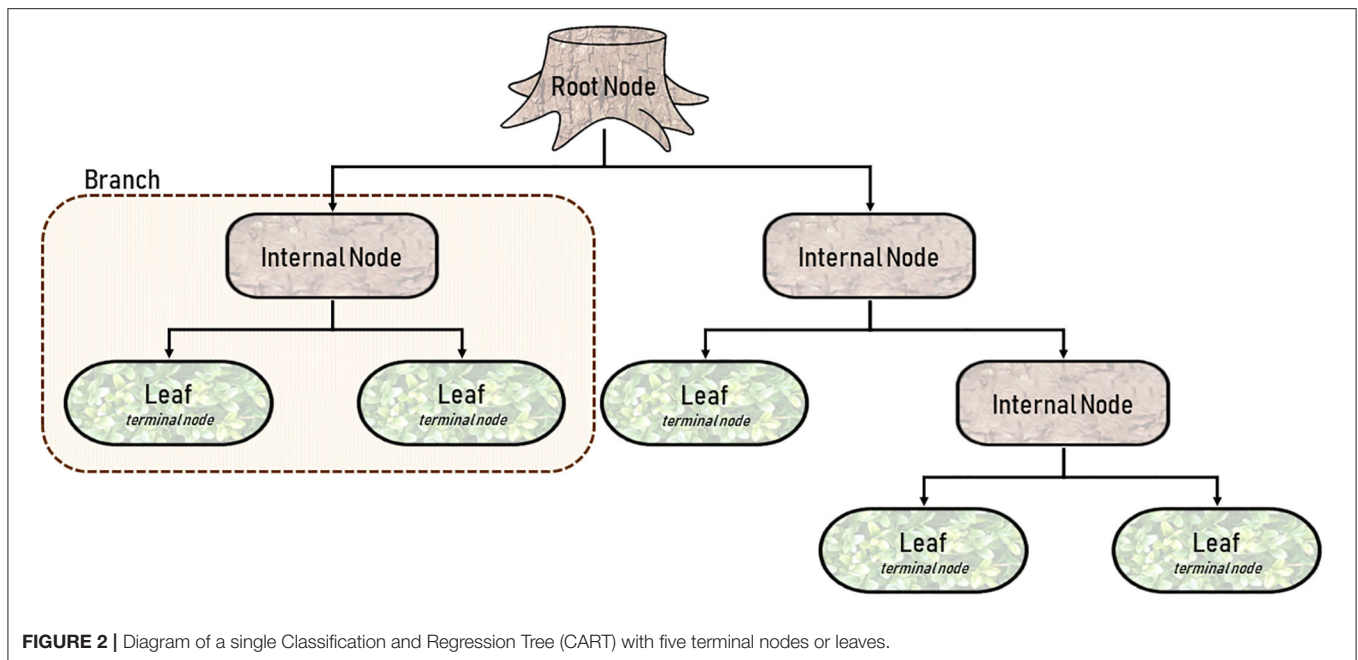 Root Node
Branch
Internal Node
Internal Node
Leaf
terminal node
Leaf
terminal node
Leaf
terminal node
Internal Node
Leaf
terminal node
Leaf
terminal node
FIGURE 2 | Diagram of a single Classification and Regression Tree (CART) with five terminal nodes or leaves.